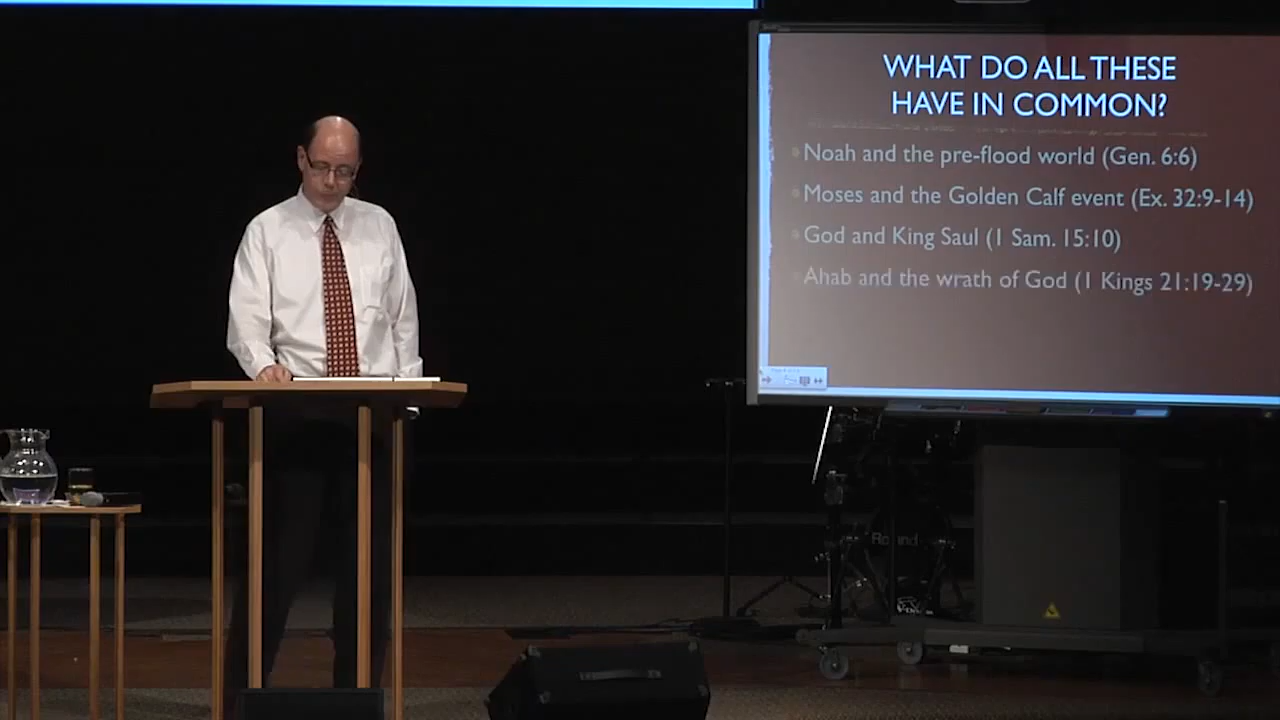 WHAT DO ALL THESE
HAVE IN COMMON?
Noah and the pre-flood world (Gen. 6:6)
Moses and the Golden Calf event (Ex. 32:9-14)
God and King Saul (1 Sam. 15:10)
Ahab and the wrath of God (1 Kings 21:19-29)
Roland